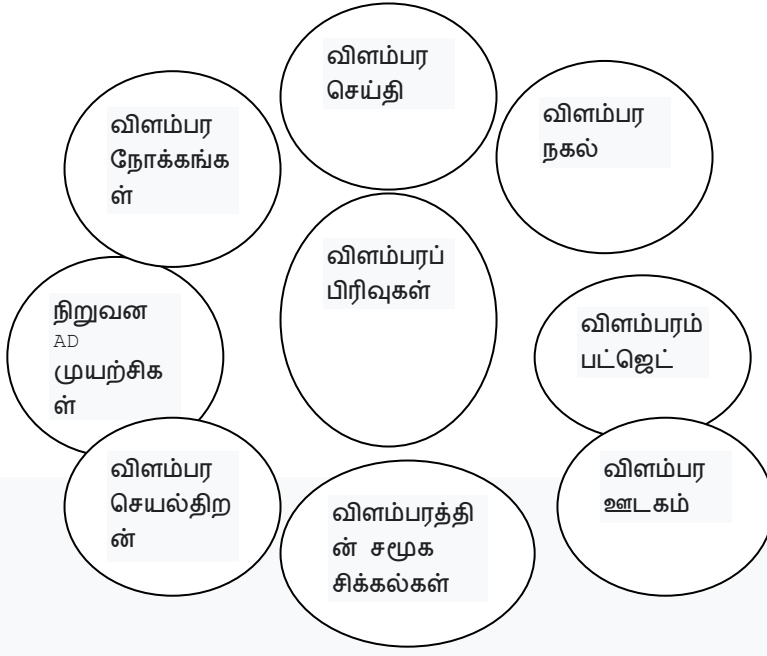 விளம்பர
செய்தி
விளம்பர
நகல்
விளம்பர
நோக்கங்க
ள்
விளம்பரப்
பிரிவுகள்
நிறுவன
AD
முயற்சிக
ள்
விளம்பரம்
பட்ஜெட்
விளம்பர
செயல்திற
ன்
விளம்பரத்தி
ன் சமூக
சிக்கல்கள்
விளம்பர
ஊடகம்